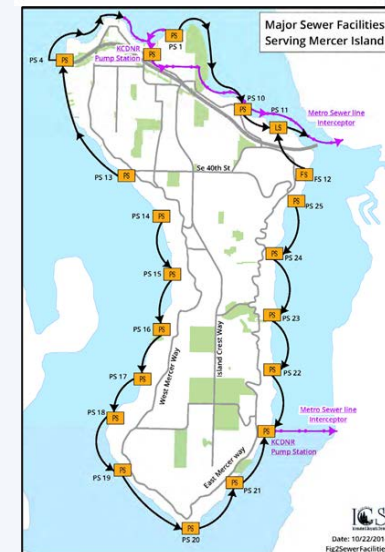 Major Sewer Facilities
Serving Mercer Island
PS 1
PS
PS 4
PS
KCDNR
Pump Station
PS
PS 10
PS
PS 11
LS
Metro Sewer line
Interceptor
Se 40th St
PS 13
PS
FS
FS 12
PS
PS 25
PS 14
PS
PS
PS 24
PS 15
PS
PS
PS 23
PS 16
PS
West Mercer Way
Island Crest Way
PS
PS 22
PS 17
PS
PS 18
PS
Metro Sewer line
Interceptor
PS
KCDNR
Pump Station
East Mercer way
PS 19
PS
PS
PS 21
PS
PS 20
Date: 10/22/201
Fig2SewerFacilitie